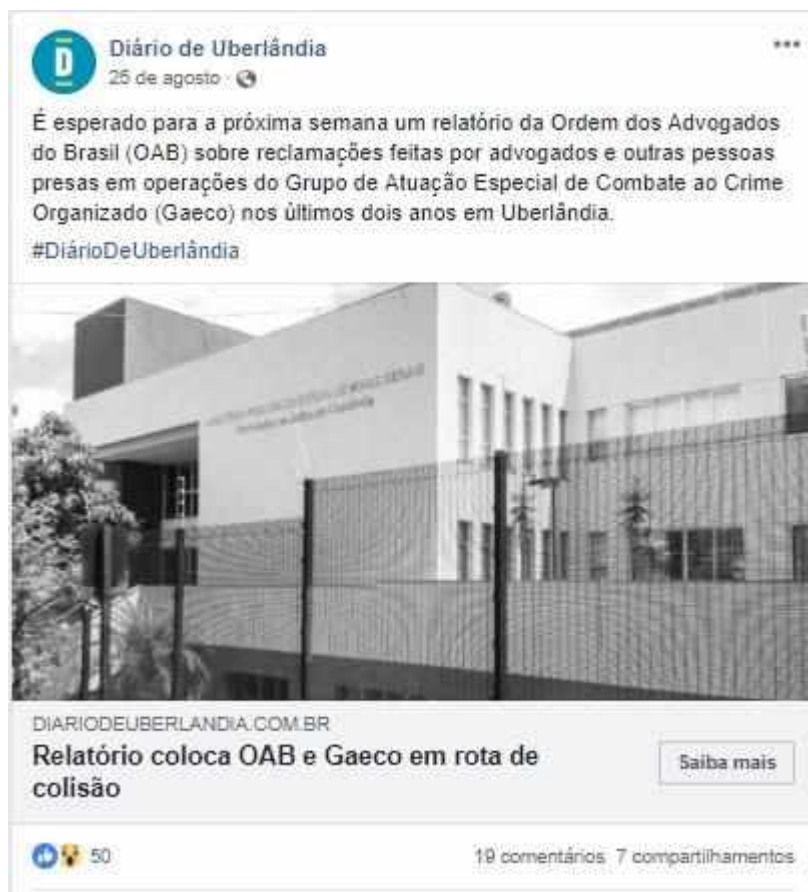 Diário de Uberlândia
25 de agosto
É esperado para a próxima semana um relatório da Ordem dos Advogados
do Brasil (OAB) sobre reclamações feitas por advogados e outras pessoas
presas em operações do Grupo de Atuação Especial de Combate ao Crime
Organizado (Gaeco) nos últimos dois anos em Uberlândia.
#DiárioDeUberlândia
DIARIODEUBERLANDIA.COM.BR
Relatório coloca OAB e Gaeco em rota de
colisão
Saiba mais
50
19 comentários 7 compartilhamentos